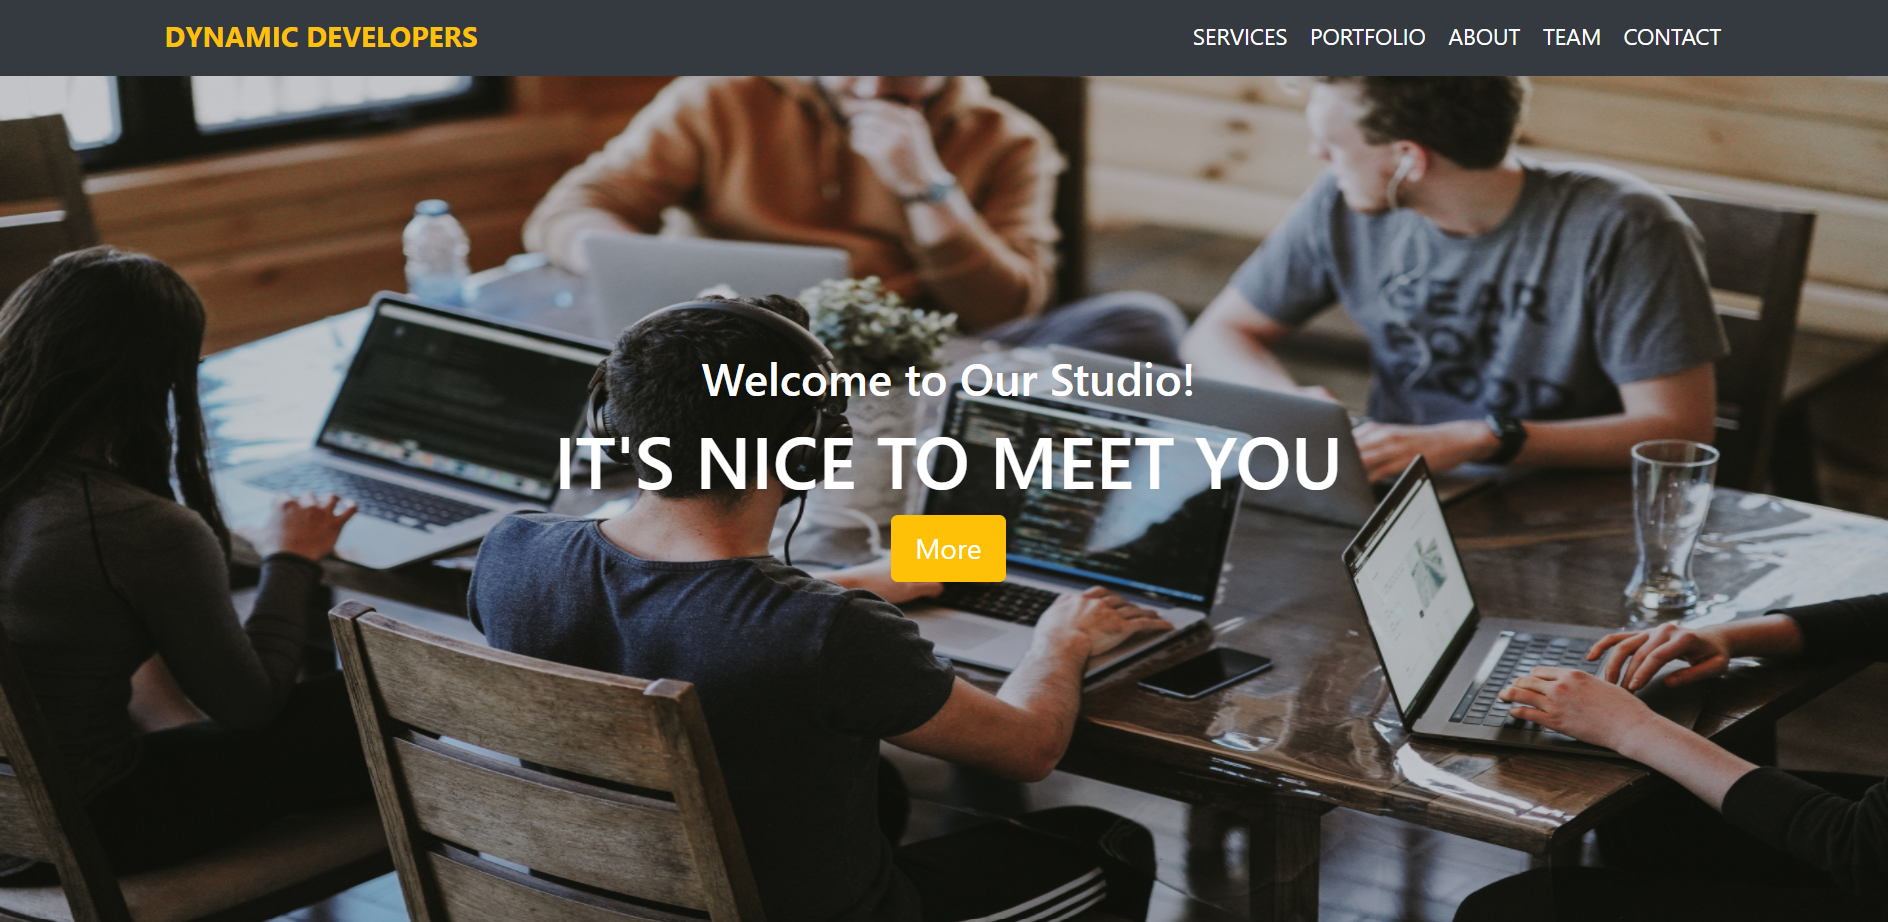 DYNAMIC DEVELOPERS
SERVICES PORTFOLIO ABOUT TEAM CONTACT
Welcome to Our Studio!
IT'S NICE TO MEET YOU
More